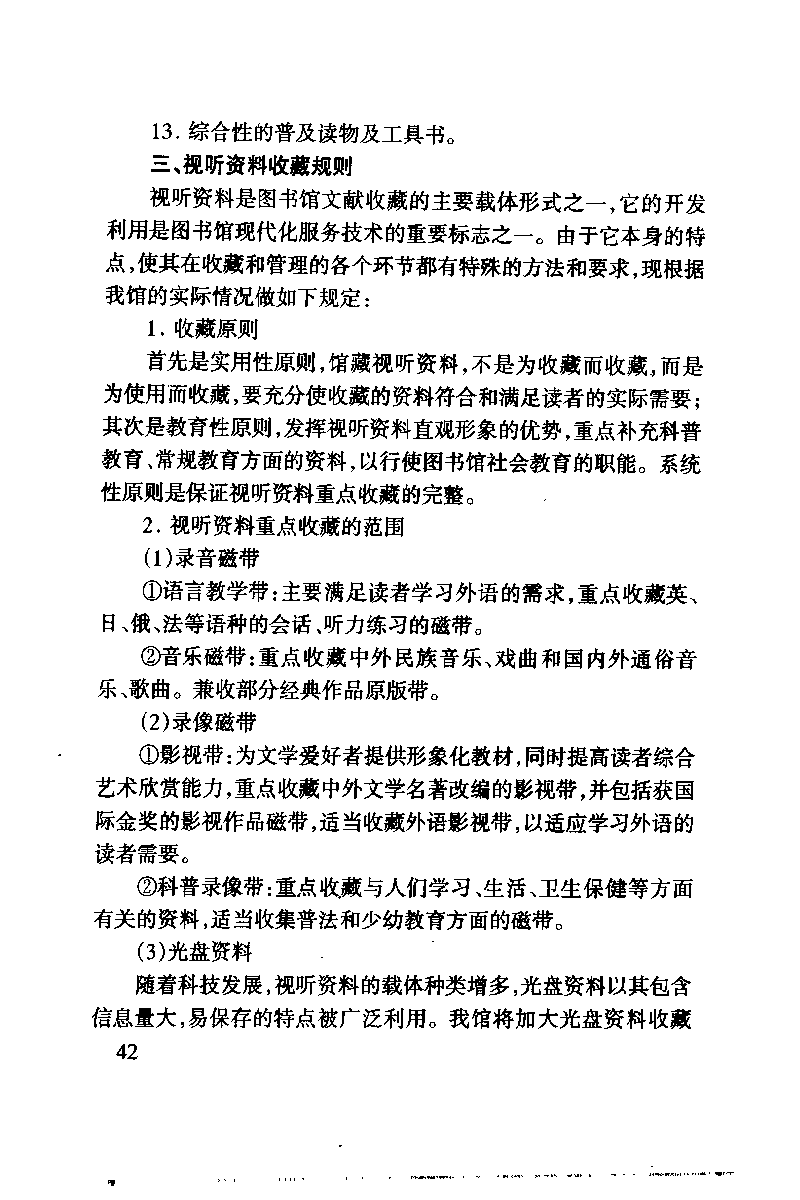 13. 综合性的普及读物及工具书。
三、视听资料收藏规则
视听资料是图书馆文献收藏的主要载体形式之一,它的开发
利用是图书馆现代化服务技术的重要标志之一。由于它本身的特
点,使其在收藏和管理的各个环节都有特殊的方法和要求,现根据
我馆的实际情况做如下规定:
1. 收藏原则
首先是实用性原则,馆藏视听资料,不是为收藏而收藏,而是
为使用而收藏,要充分使收藏的资料符合和满足读者的实际需要;
其次是教育性原则,发挥视听资料直观形象的优势,重点补充科普
教育、常规教育方面的资料,以行使图书馆社会教育的职能。系统
性原则是保证视听资料重点收藏的完整。
2. 视听资料重点收藏的范围
(1)录音磁带
①语言教学带:主要满足读者学习外语的需求,重点收藏英、
日、俄、法等语种的会话、听力练习的磁带。
②音乐磁带:重点收藏中外民族音乐、戏曲和国内外通俗音
乐、歌曲。兼收部分经典作品原版带。
(2)录像磁带
①影视带:为文学爱好者提供形象化教材,同时提高读者综合
艺术欣赏能力,重点收藏中外文学名著改编的影视带,并包括获国
际金奖的影视作品磁带,适当收藏外语影视带,以适应学习外语的
读者需要。
②科普录像带:重点收藏与人们学习、生活、卫生保健等方面
有关的资料,适当收集普法和少幼教育方面的磁带。
(3)光盘资料
随着科技发展,视听资料的载体种类增多,光盘资料以其包含
信息量大,易保存的特点被广泛利用。我馆将加大光盘资料收藏
42